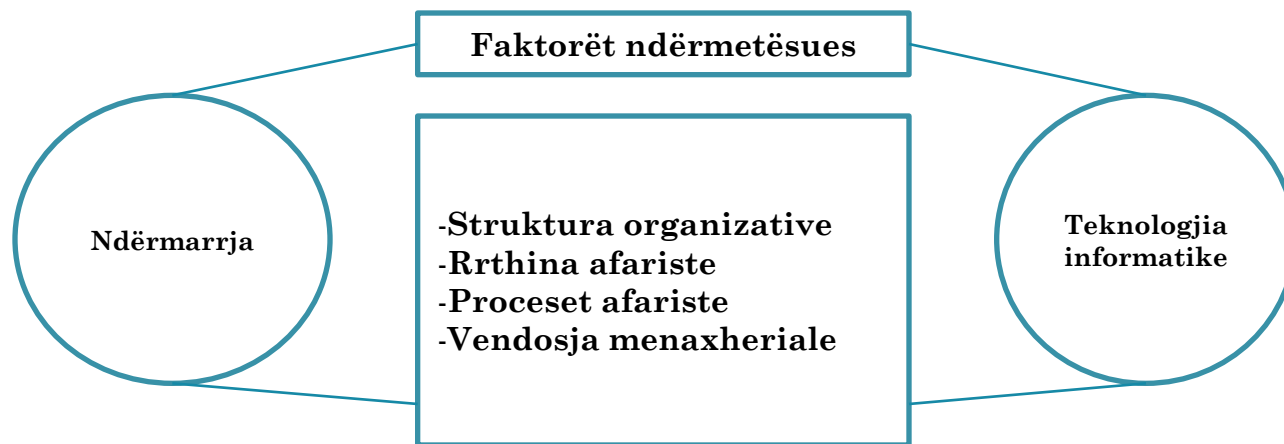 Faktorët ndërmetësues
Ndërmarrja
-Struktura organizative
-Rrthina afariste
-Proceset afariste
-Vendosja menaxheriale
Teknologjia
informatike